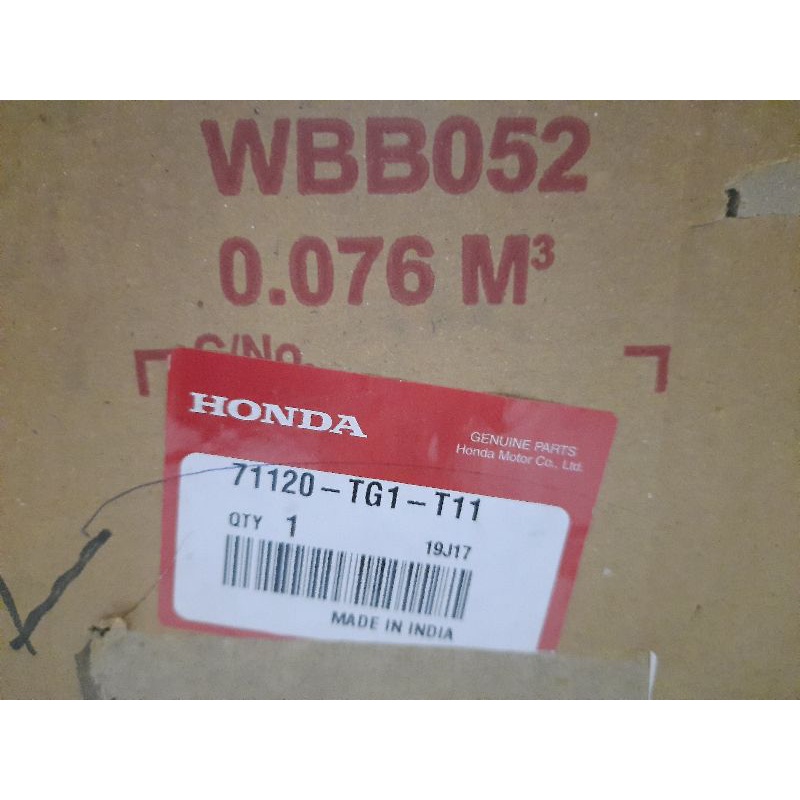 WBB052
0.076 M³
C/No.
HONDA
GENUINE PARTS
Honda Motor Co., Ltd.
71120-TG1-T11
QTY 1
19J17
MADE IN INDIA